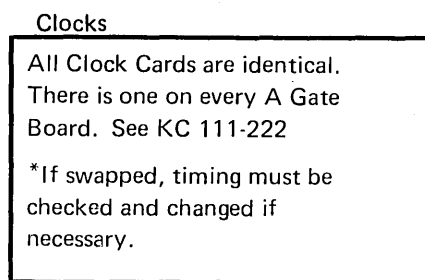 Clocks
All Clock Cards are identical.
There is one on every A Gate
Board. See KC 111-222
*If swapped, timing must be
checked and changed if
necessary.